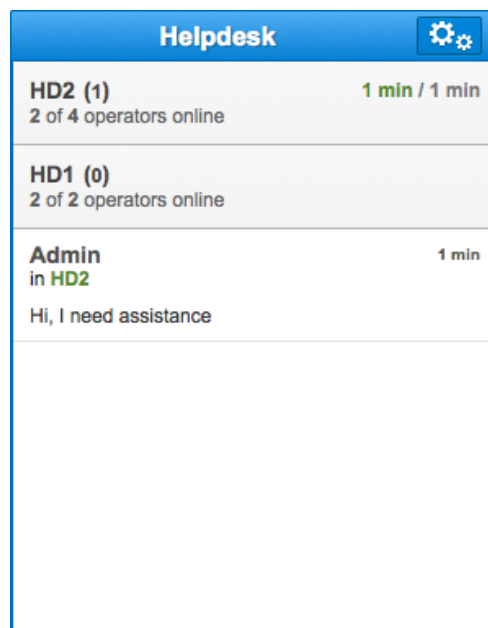 Helpdesk
HD2 (1) 1 min / 1 min
2 of 4 operators online
HD1 (0)
2 of 2 operators online
Admin 1 min
in HD2
Hi, I need assistance